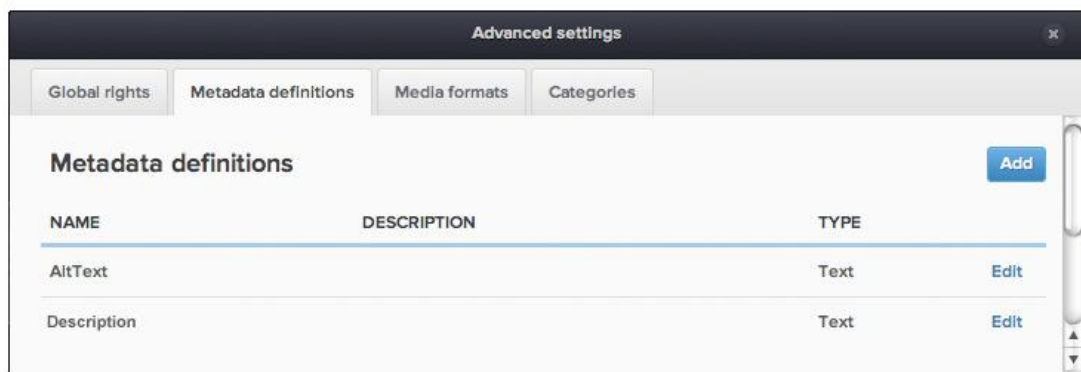 Advanced settings
Global rights Metadata definitions Media formats Categories
Metadata definitions Add
NAME DESCRIPTION TYPE
AltText Text Edit
Description Text Edit